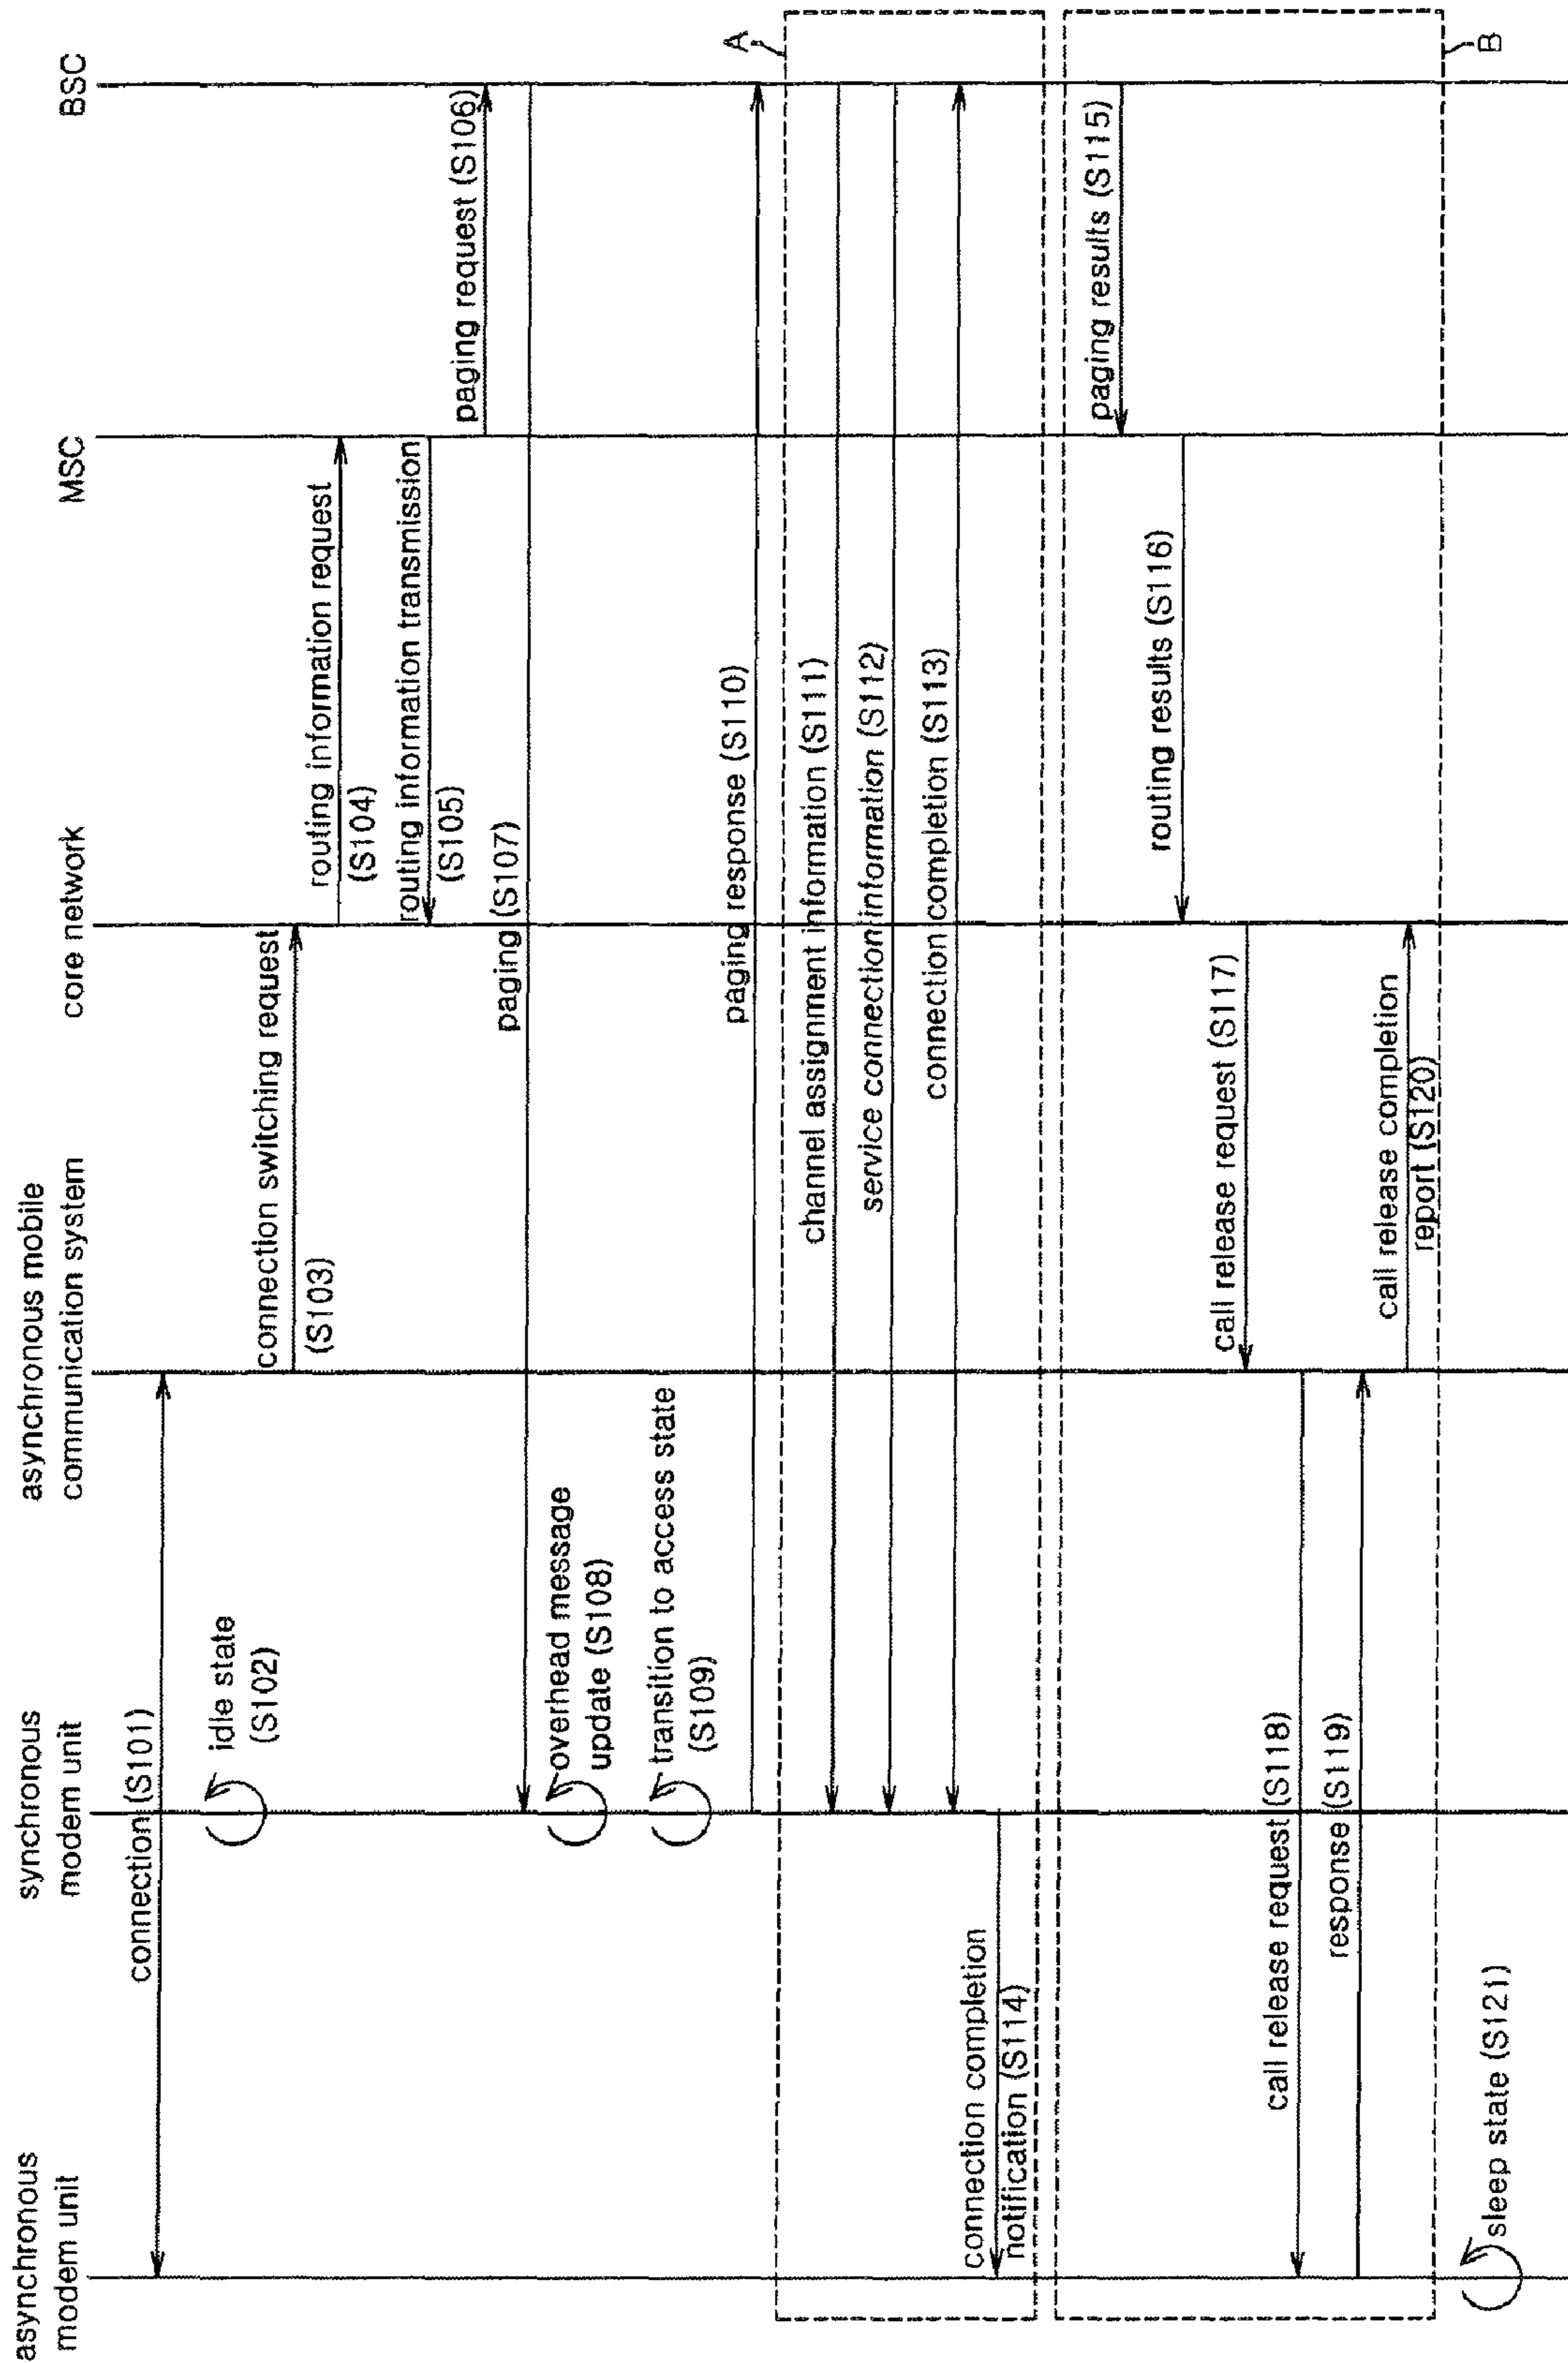 asynchronous
modem unit
synchronous
modem unit
asynchronous mobile
communication system
core network
MSC
BSC
connection (S101)
idle state
(S102)
connection switching request
(S103)
routing information request
(S104)
routing information transmission
(S105)
paging request (S106)
paging (S107)
overhead message
update (S108)
transition to access state
(S109)
paging response (S110)
A
channel assignment information (S111)
service connection information (S112)
connection completion (S113)
connection completion
notification (S114)
paging results (S115)
routing results (S116)
call release request (S117)
call release request (S118)
response (S119)
call release completion
report (S120)
B
sleep state (S121)